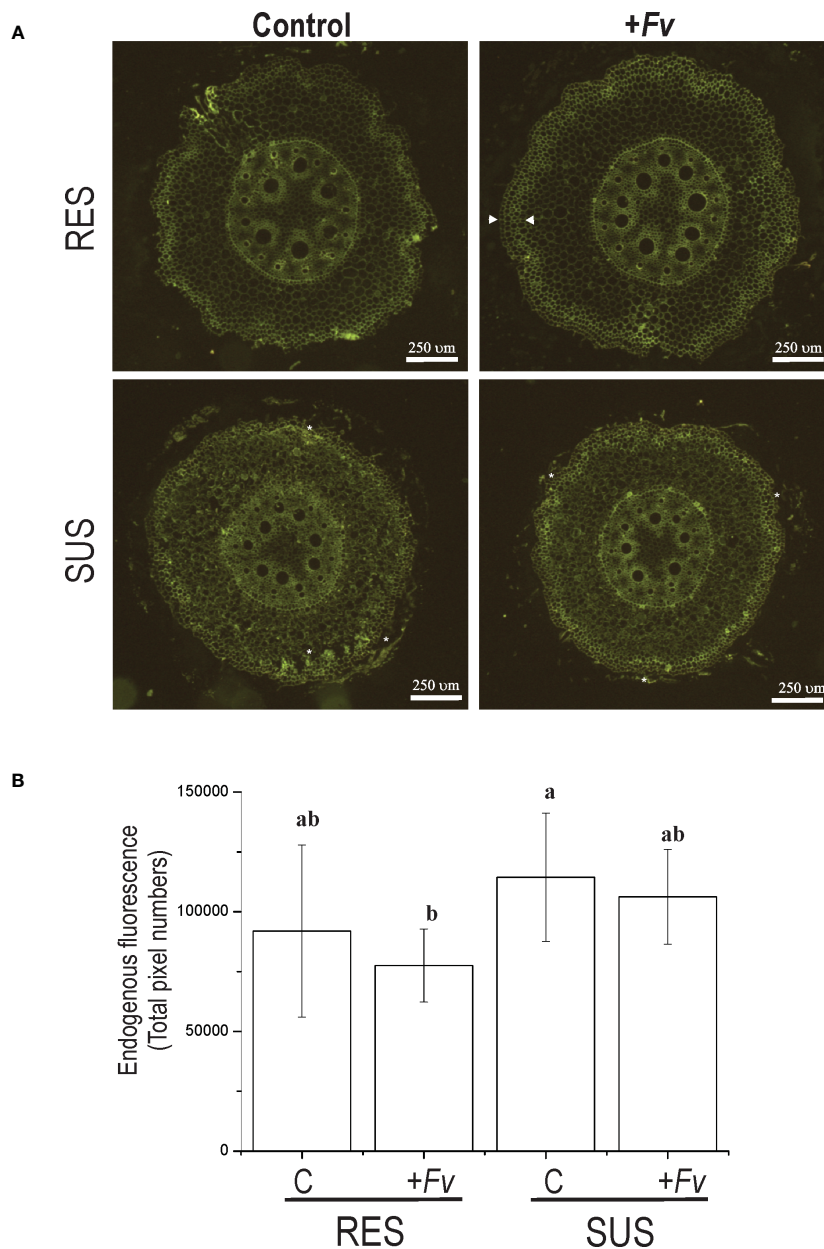 A
Control
+Fv
RES
250 υm
250 υm
SUS
*
*
*
*
*
*
250 υm
250 υm
B
Endogenous fluorescence
(Total pixel numbers)
150000
100000
50000
0
ab
b
a
ab
C
+Fv
C
+Fv
RES
SUS